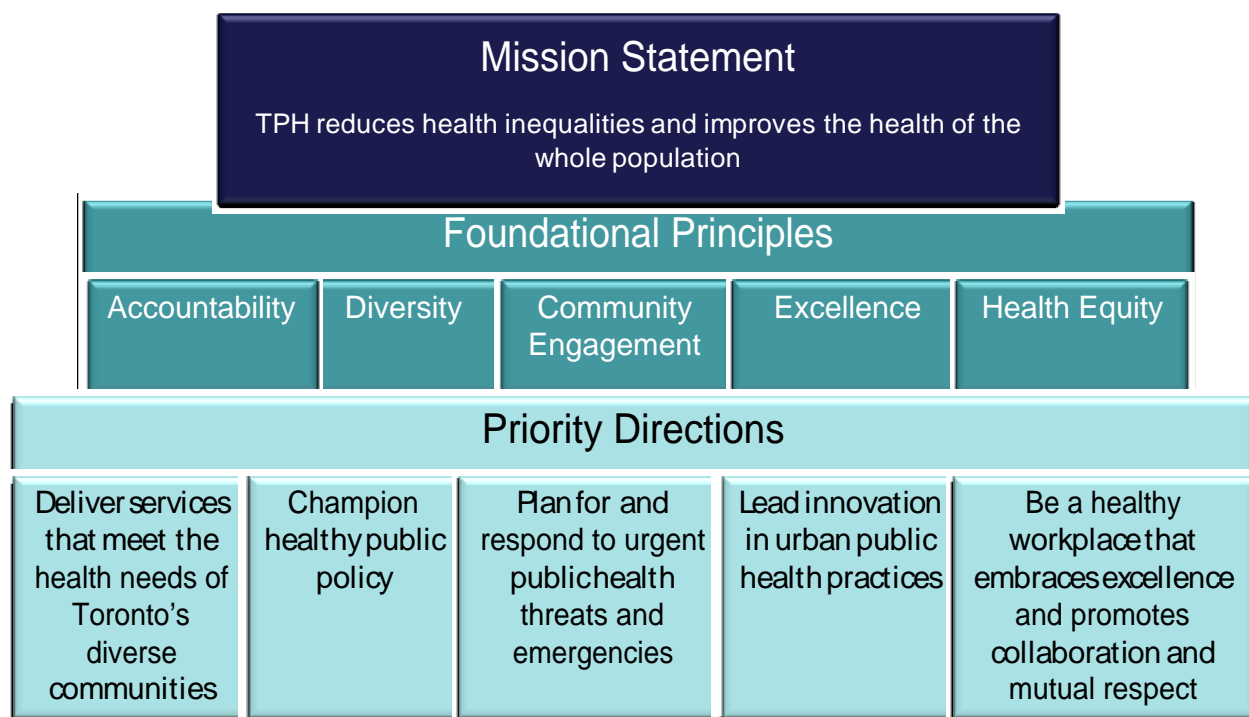 Mission Statement
TPH reduces health inequalities and improves the health of the
whole population
Foundational Principles
Accountability
Diversity
Community
Engagement
Excellence
Health Equity
Priority Directions
Deliver services
that meet the
health needs of
Toronto's
diverse
communities
Champion
healthy public
policy
Plan for and
respond to urgent
public health
threats and
emergencies
Lead innovation
in urban public
health practices
Be a healthy
workplace that
embraces excellence
and promotes
collaboration and
mutual respect